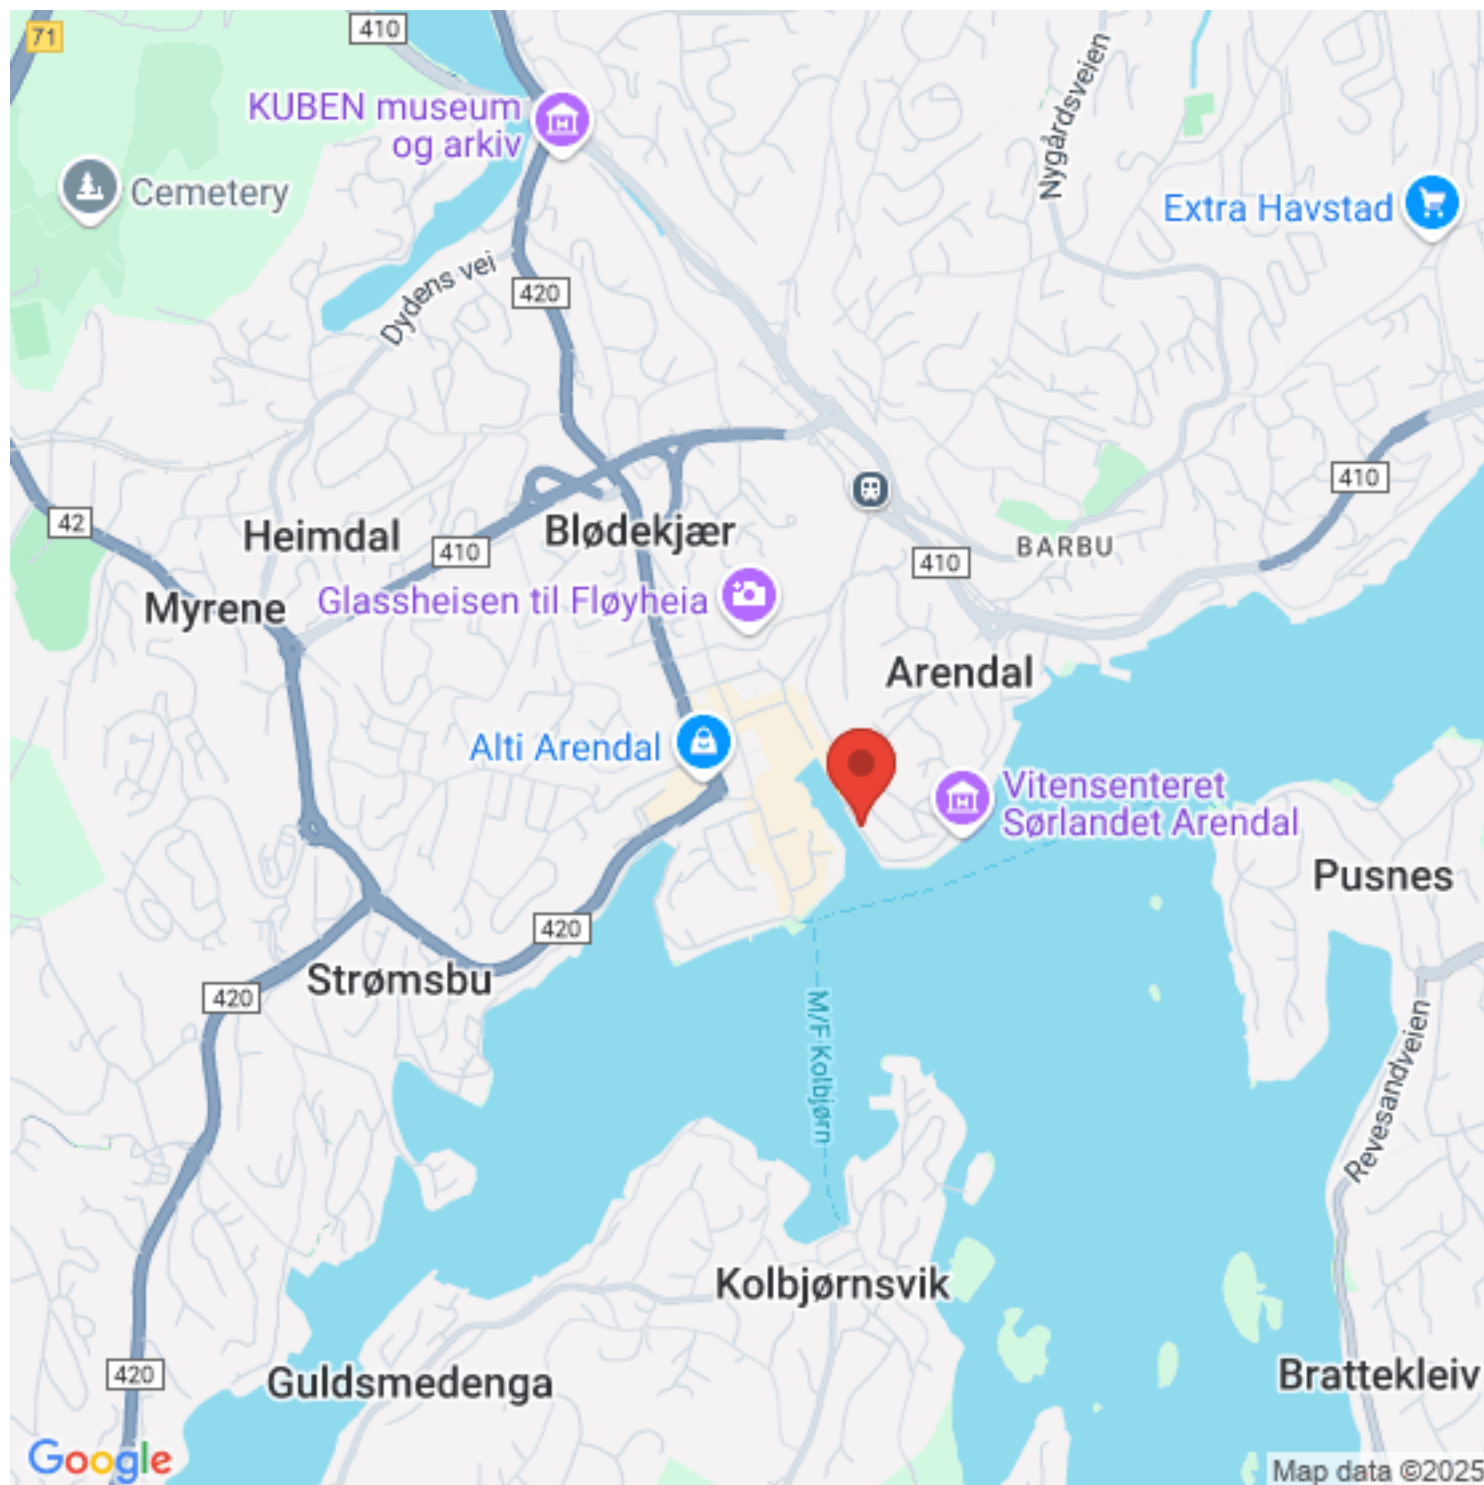 71
410
KUBEN museum
og arkiv
Nygårdsveien
Cemetery
Extra Havstad
Dydens vei
420
410
42
Heimdal
Blødekjær
410
BARBU
410
Myrene
Glassheisen til Fløyheia
Arendal
Alti Arendal
Vitensenteret
Sørlandet Arendal
Pusnes
420
Strømsbu
420
M/F Kolbjørn
Revesandveien
Kolbjørnsvik
420
Guldsmedenga
Brattekleiv
Google
Map data ©2025